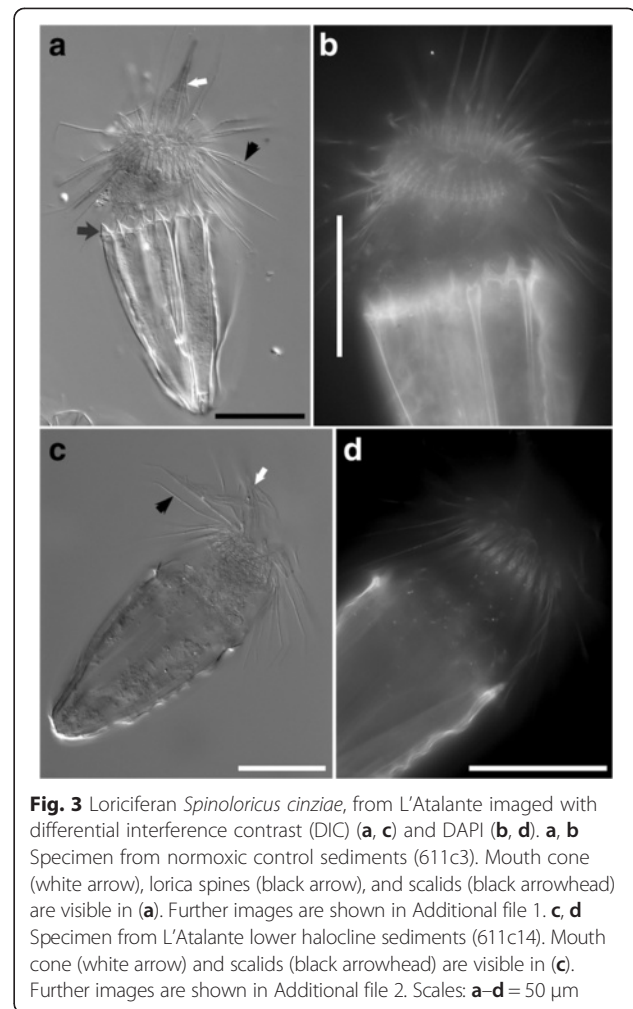 a
b
c
d
Fig. 3 Loriciferan Spinoloricus cinziae, from L'Atalante imaged with
differential interference contrast (DIC) (a, c) and DAPI (b, d). a, b
Specimen from normoxic control sediments (611c3). Mouth cone
(white arrow), lorica spines (black arrow), and scalids (black arrowhead)
are visible in (a). Further images are shown in Additional file 1. c, d
Specimen from L'Atalante lower halocline sediments (611c14). Mouth
cone (white arrow) and scalids (black arrowhead) are visible in (c).
Further images are shown in Additional file 2. Scales: a–d = 50 μm